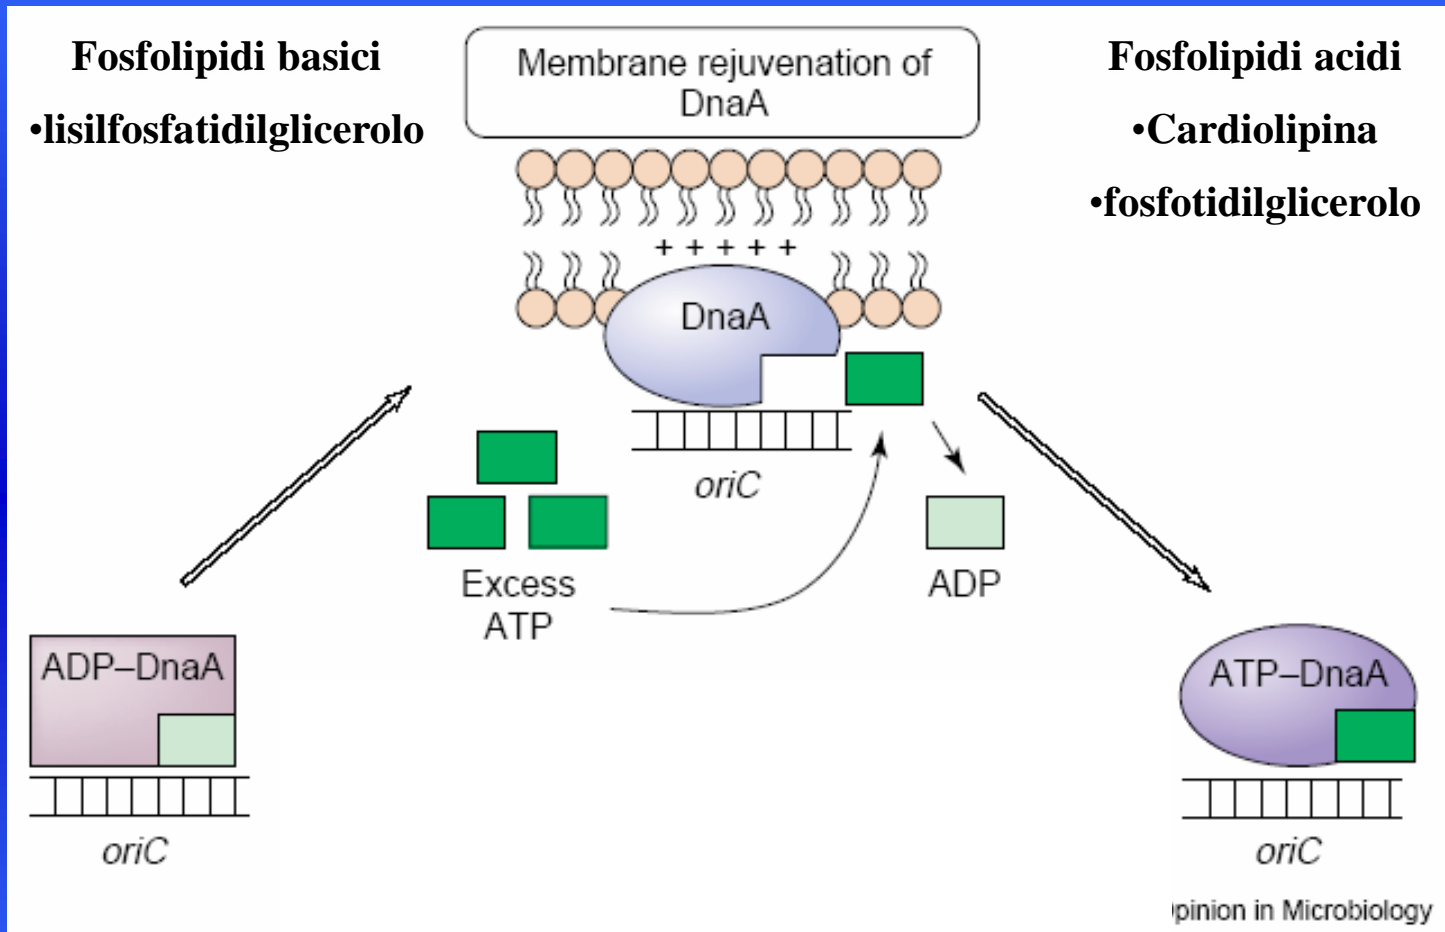 Fosfolipidi basici
•lisilfosfatidilglicerolo
Membrane rejuvenation of
DnaA
Fosfolipidi acidi
•Cardiolipina
•fosfotidilglicerolo
+ + + + +
DnaA
oriC
Excess
ATP
ADP
ADP–DnaA
oriC
ATP–DnaA
oriC
pinion in Microbiology